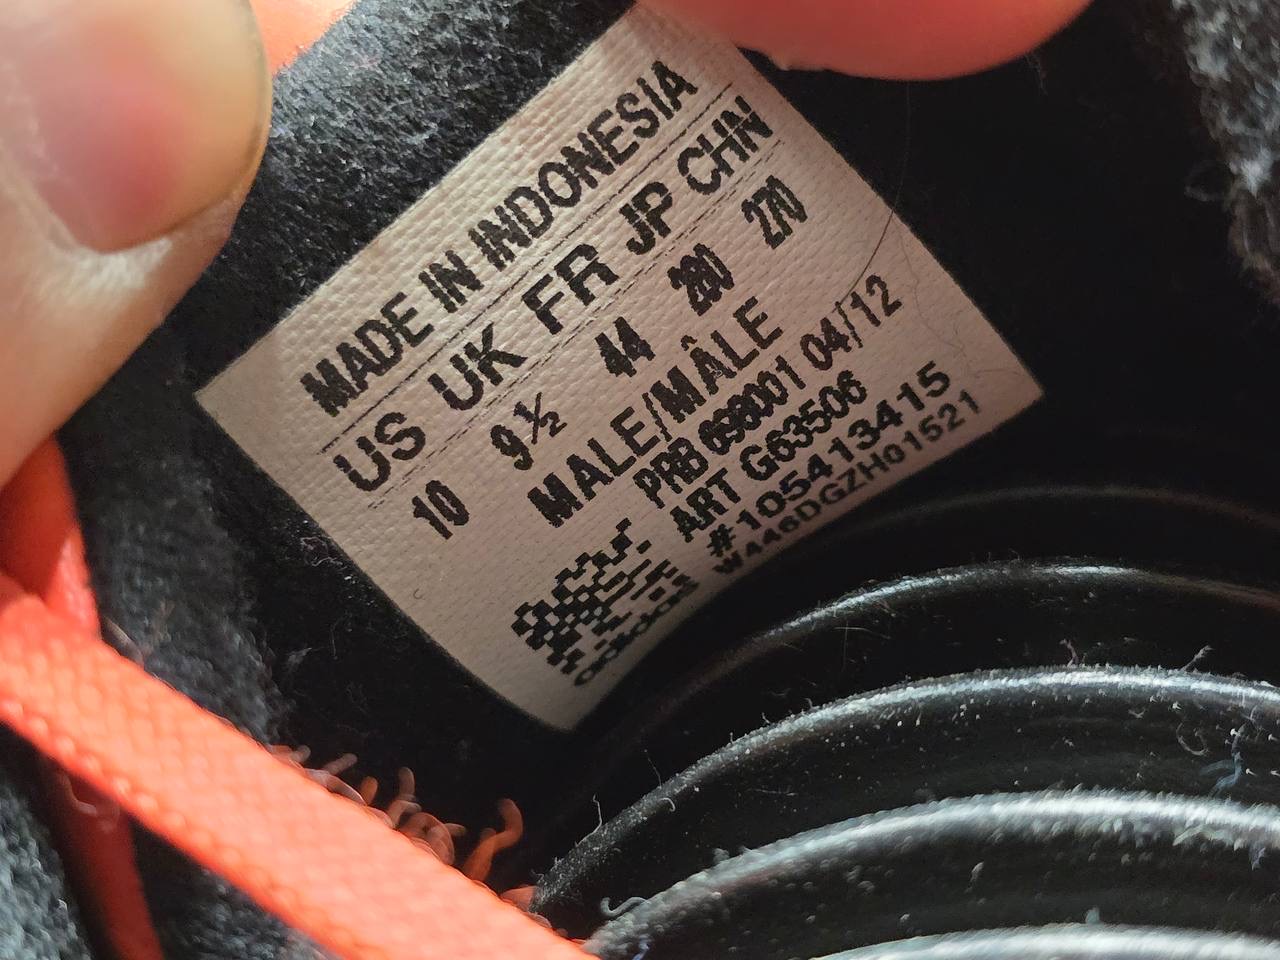 MADE IN INDONESIA
US UK FR JP CHN
10 9½ 44 280 270
MALE/MÂLE
PRB 698001 04/12
ART G63506
#1054134415
W446DGZH01521
adidas